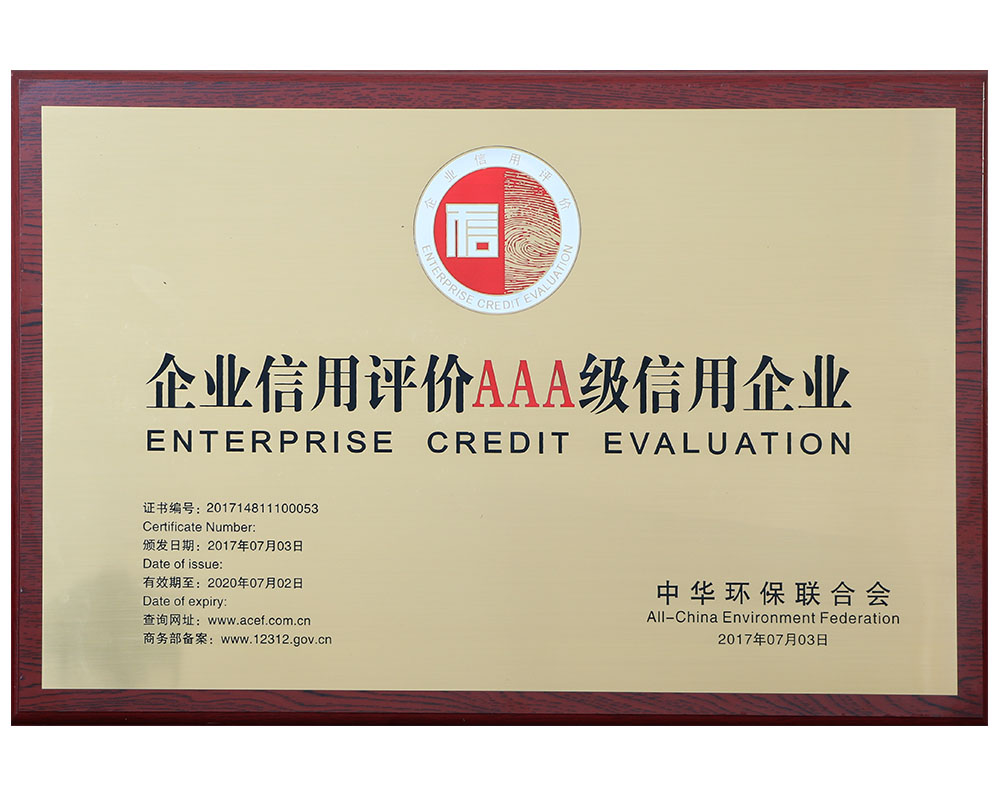 企业信用评价
信
ENTERPRISE CREDIT EVALUATION
企业信用评价AAA级信用企业
ENTERPRISE CREDIT EVALUATION
证书编号：201714811100053
Certificate Number:
颁发日期：2017年07月03日
Date of issue:
有效期至：2020年07月02日
Date of expiry:
查询网址：www.acef.com.cn
商务部备案：www.12312.gov.cn
中华环保联合会
All-China Environment Federation
2017年07月03日